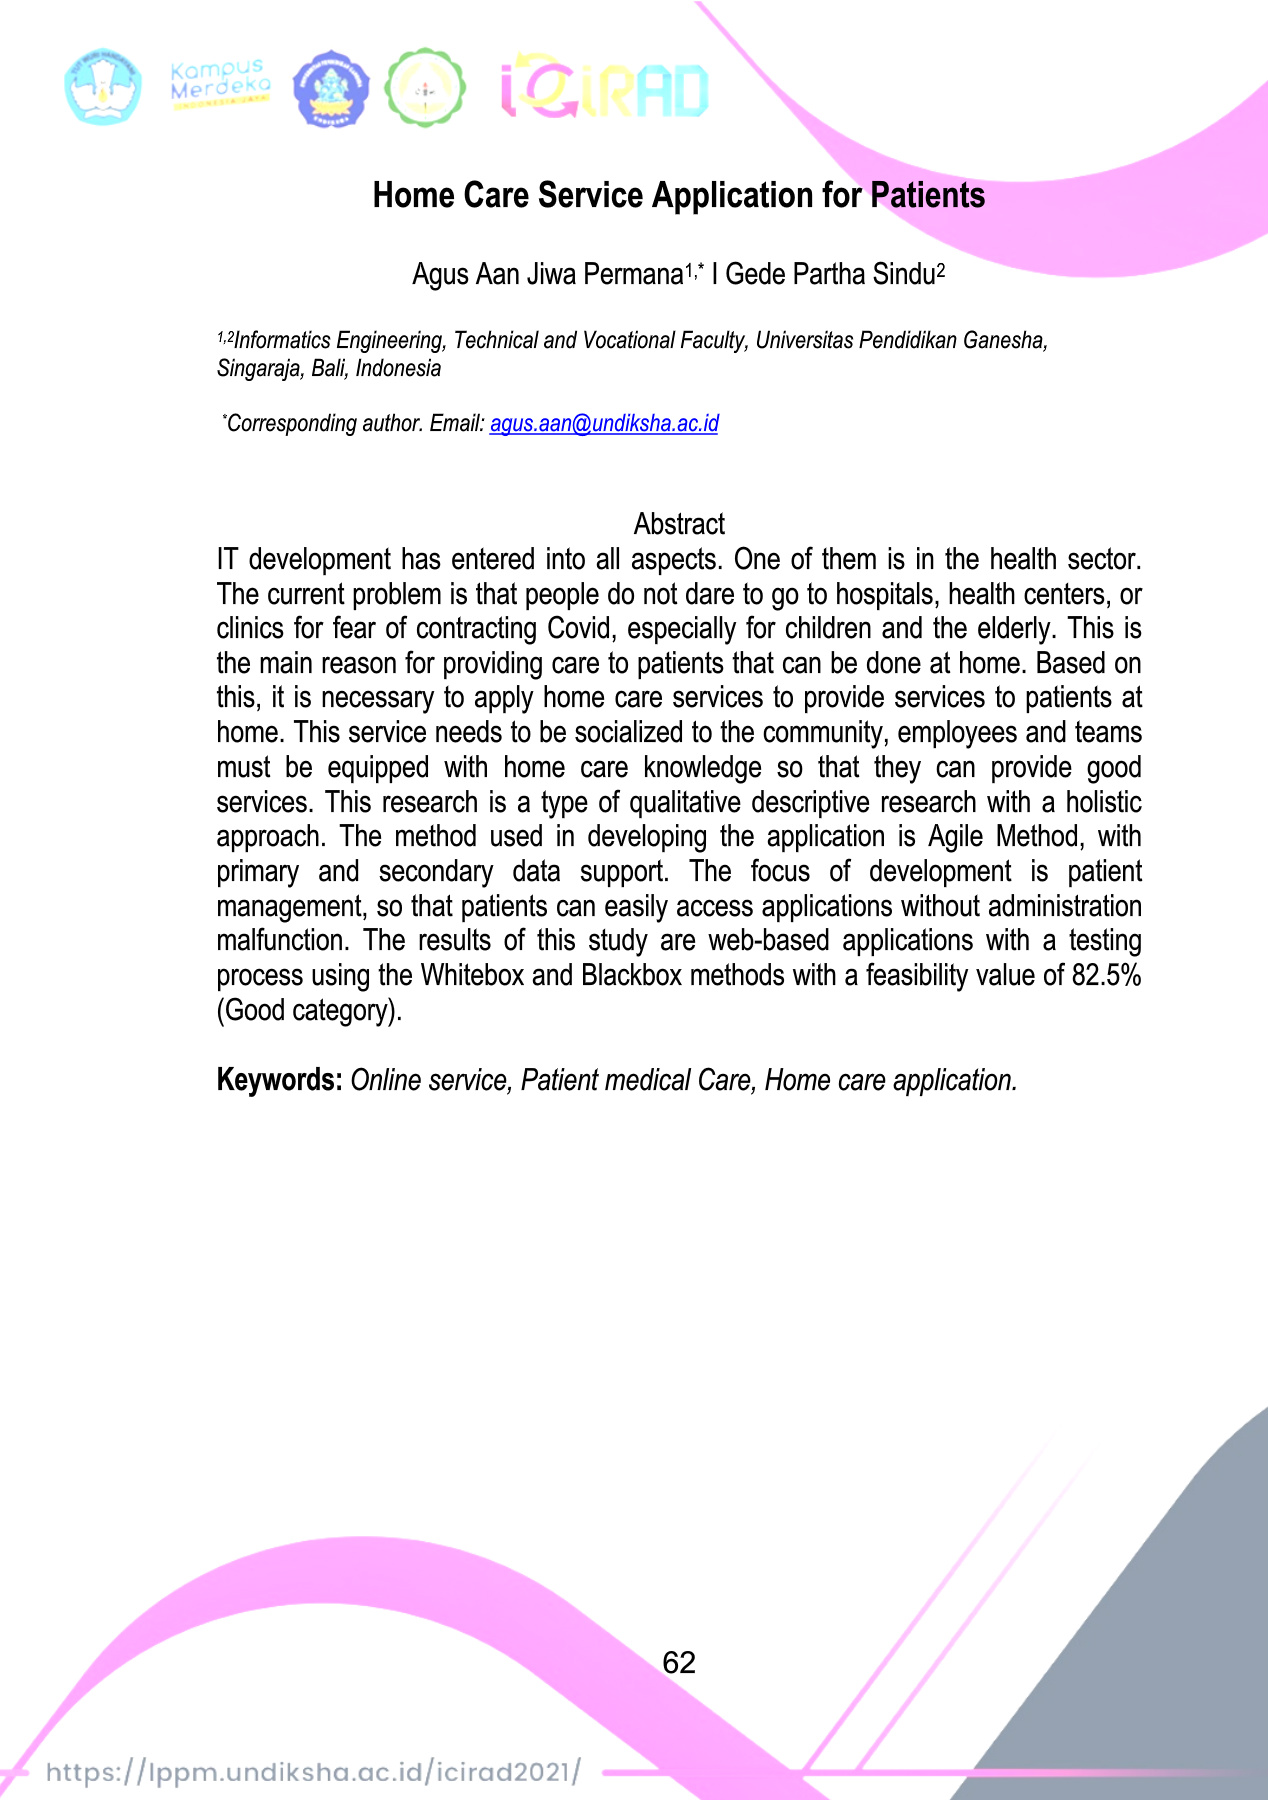 Kampus
Merdeka
INDONESIA JAYA
iCiRAD
Home Care Service Application for Patients
Agus Aan Jiwa Permana1,* I Gede Partha Sindu2
1,2Informatics Engineering, Technical and Vocational Faculty, Universitas Pendidikan Ganesha,
Singaraja, Bali, Indonesia
*Corresponding author. Email: agus.aan@undiksha.ac.id
Abstract
IT development has entered into all aspects. One of them is in the health sector.
The current problem is that people do not dare to go to hospitals, health centers, or
clinics for fear of contracting Covid, especially for children and the elderly. This is
the main reason for providing care to patients that can be done at home. Based on
this, it is necessary to apply home care services to provide services to patients at
home. This service needs to be socialized to the community, employees and teams
must be equipped with home care knowledge so that they can provide good
services. This research is a type of qualitative descriptive research with a holistic
approach. The method used in developing the application is Agile Method, with
primary and secondary data support. The focus of development is patient
management, so that patients can easily access applications without administration
malfunction. The results of this study are web-based applications with a testing
process using the Whitebox and Blackbox methods with a feasibility value of 82.5%
(Good category).
Keywords: Online service, Patient medical Care, Home care application.
62
https://lppm.undiksha.ac.id/icirad2021/